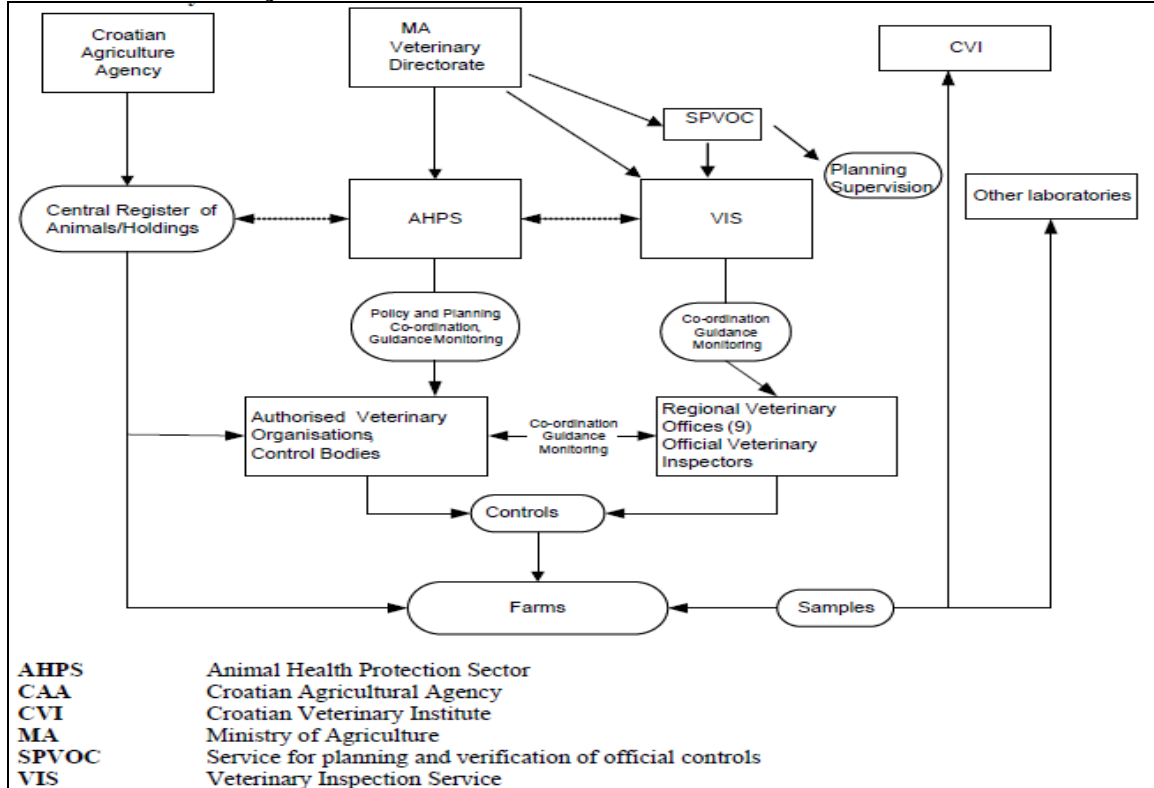 Croatian
Agriculture
Agency
MA
Veterinary
Directorate
CVI
SPVOC
Planning
Supervision
Other laboratories
Central Register of
Animals/Holdings
AHPS
VIS
Policy and Planning
Co-ordination,
Guidance Monitoring
Co-ordination
Guidance
Monitoring
Authorised Veterinary
Organisations,
Control Bodies
Co-ordination
Guidance
Monitoring
Regional Veterinary
Offices (9)
Official Veterinary
Inspectors
Controls
Farms
Samples
AHPS Animal Health Protection Sector
CAA Croatian Agricultural Agency
CVI Croatian Veterinary Institute
MA Ministry of Agriculture
SPVOC Service for planning and verification of official controls
VIS Veterinary Inspection Service